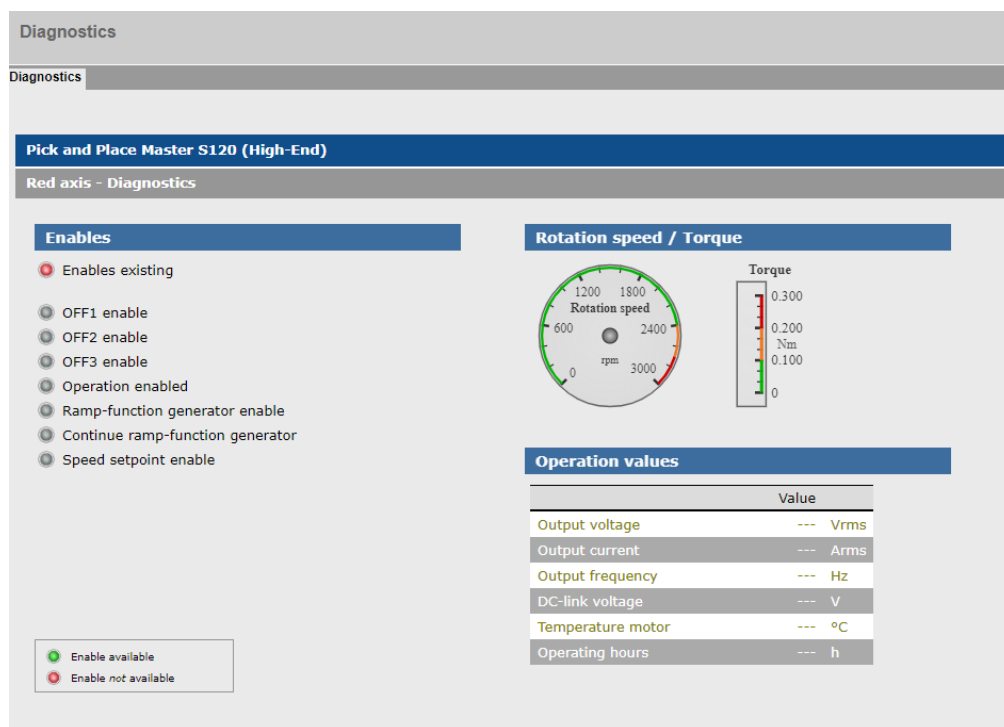 Diagnostics
Diagnostics
Pick and Place Master S120 (High-End)
Red axis - Diagnostics
Enables
Enables existing
OFF1 enable
OFF2 enable
OFF3 enable
Operation enabled
Ramp-function generator enable
Continue ramp-function generator
Speed setpoint enable
Enable available
Enable not available
Rotation speed / Torque
1200 1800
Rotation speed
600 2400
rpm
0 3000
Torque
0.300
0.200
Nm
0.100
0
Operation values
Value
Output voltage --- Vrms
Output current --- Arms
Output frequency --- Hz
DC-link voltage --- V
Temperature motor --- °C
Operating hours --- h